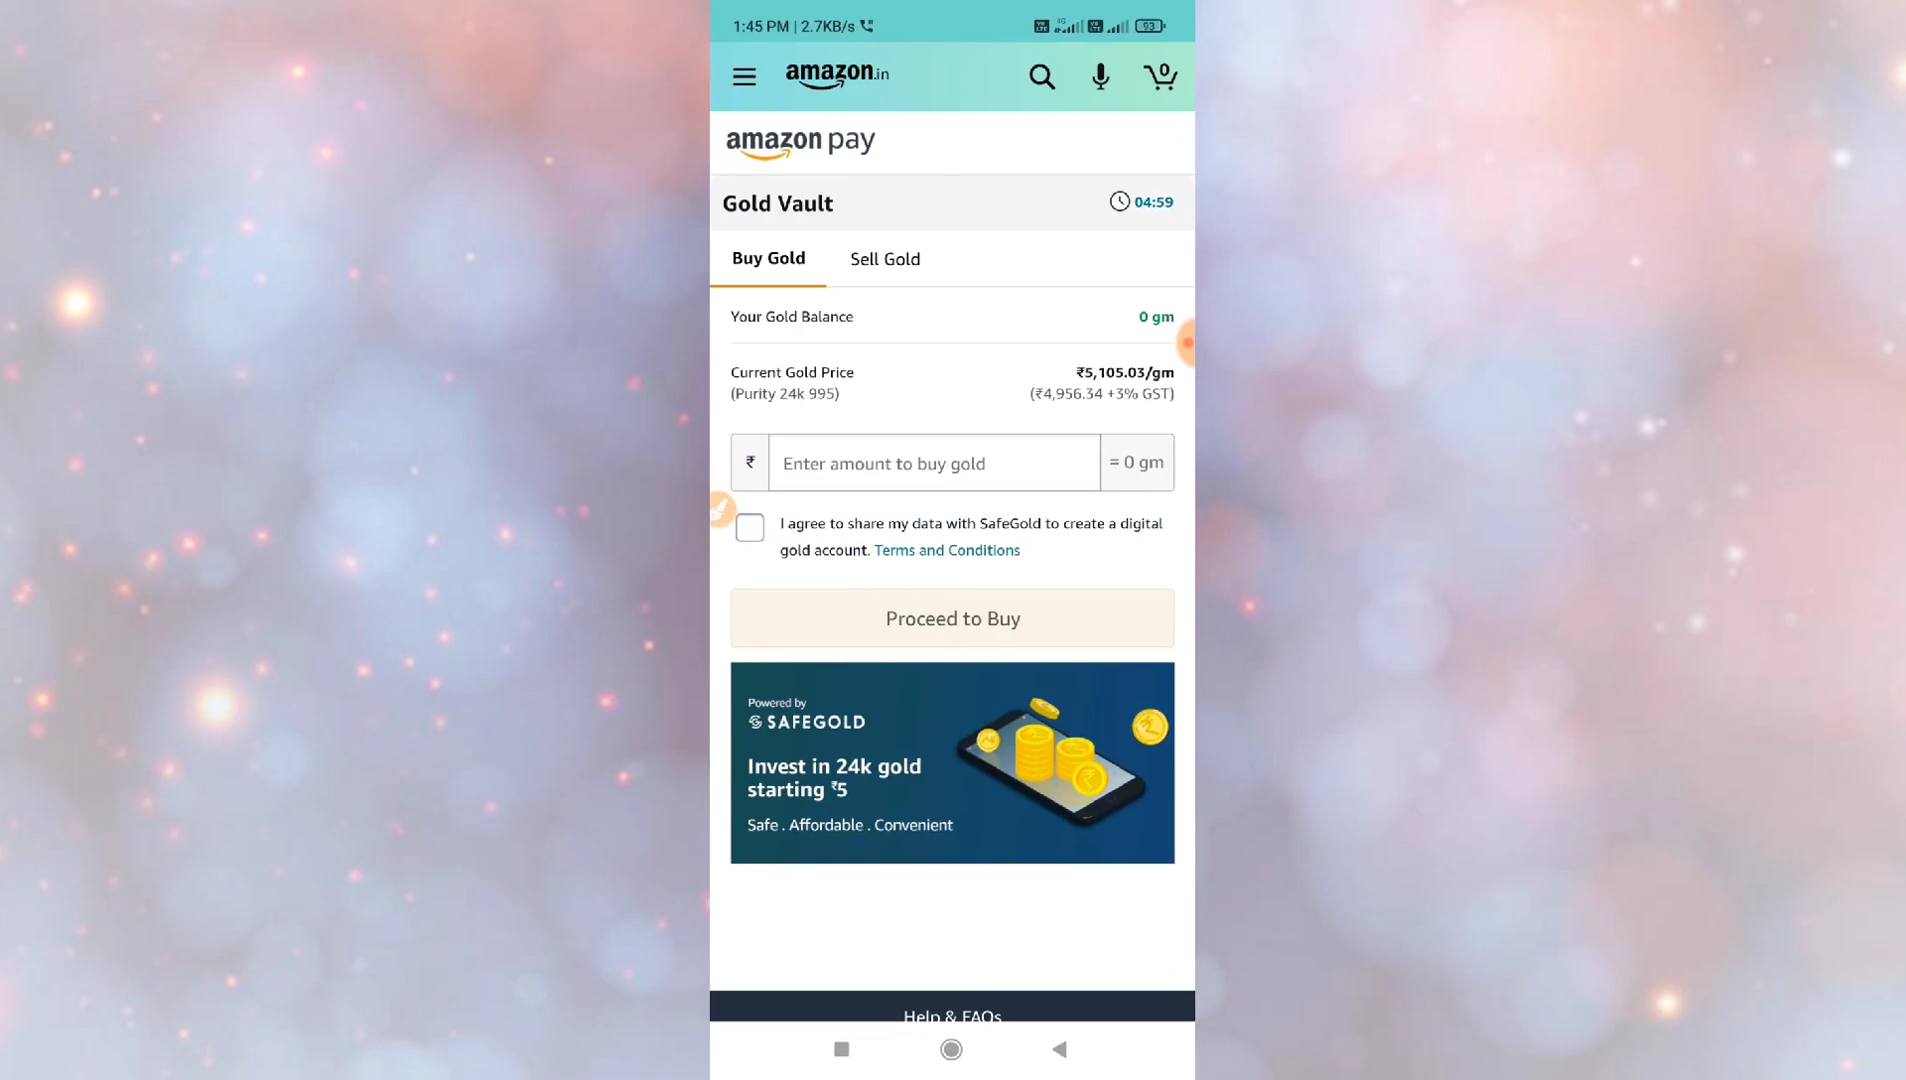 1:45 PM | 2.7KB/s
93
amazon.in
0
amazon pay
Gold Vault
04:59
Buy Gold
Sell Gold
Your Gold Balance
0 gm
Current Gold Price
₹5,105.03/gm
(Purity 24k 995)
(₹4,956.34 +3% GST)
₹
Enter amount to buy gold
= 0 gm
I agree to share my data with SafeGold to create a digital
gold account. Terms and Conditions
Proceed to Buy
Powered by
SAFEGOLD
Invest in 24k gold
starting ₹5
Safe . Affordable . Convenient
Help & FAQs